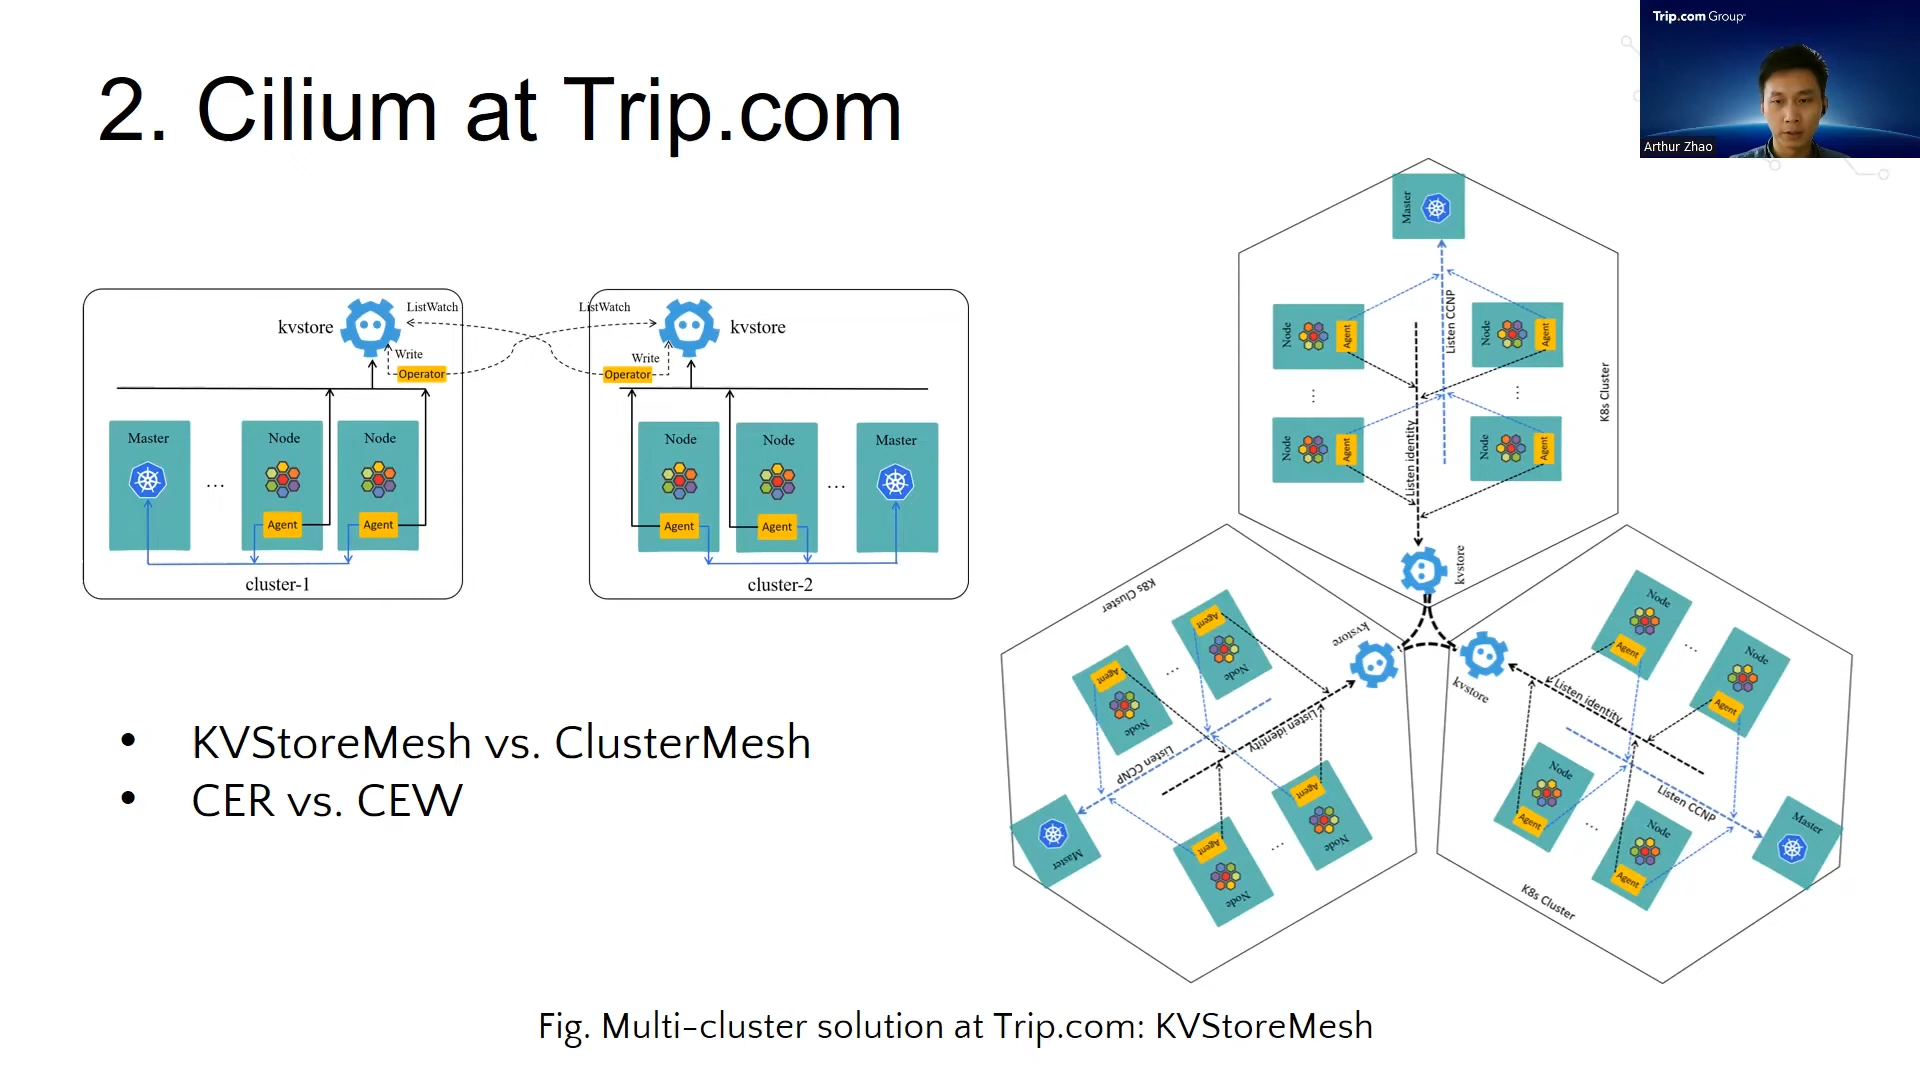 2. Cilium at Trip.com
Trip.com Group
Arthur Zhao
kvstore
ListWatch
Write
Operator
Master
...
Node
Node
Agent
Agent
cluster-1
ListWatch
kvstore
Write
Operator
Node
Node
...
Master
Agent
Agent
cluster-2
• KVStoreMesh vs. ClusterMesh
• CER vs. CEW
Master
Listen CCNP
Node
Agent
Node
Agent
...
...
Node
Agent
Node
Agent
Listen identity
K8s Cluster
kvstore
K8s Cluster
kvstore
Agent
Node
...
Agent
Node
Listen identity
Listen CCNP
Agent
Node
...
Agent
Node
Master
kvstore
Node
Agent
...
Node
Agent
Listen identity
Node
Agent
...
Node
Agent
Listen CCNP
Master
K8s Cluster
Fig. Multi-cluster solution at Trip.com: KVStoreMesh